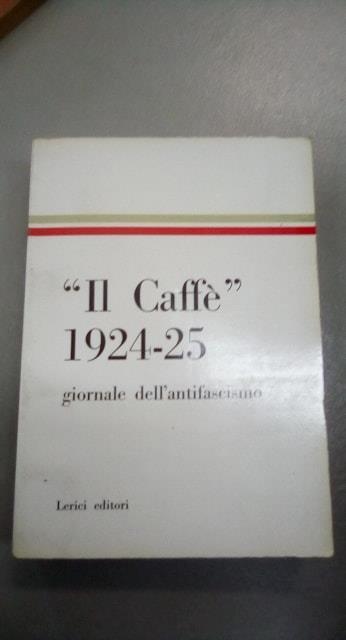 “Il Caffè”
1924-25
giornale dell'antifascismo
Lerici editori